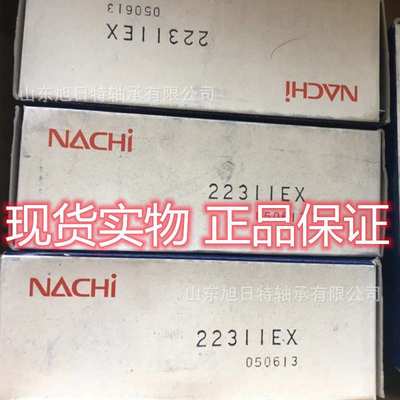 050613
22311EX
山东旭日特轴承有限公司
NACHi
NACHi
22311EX
现货实物 正品保证
山东旭日特轴承有限公司
NACHi
22311EX
050613